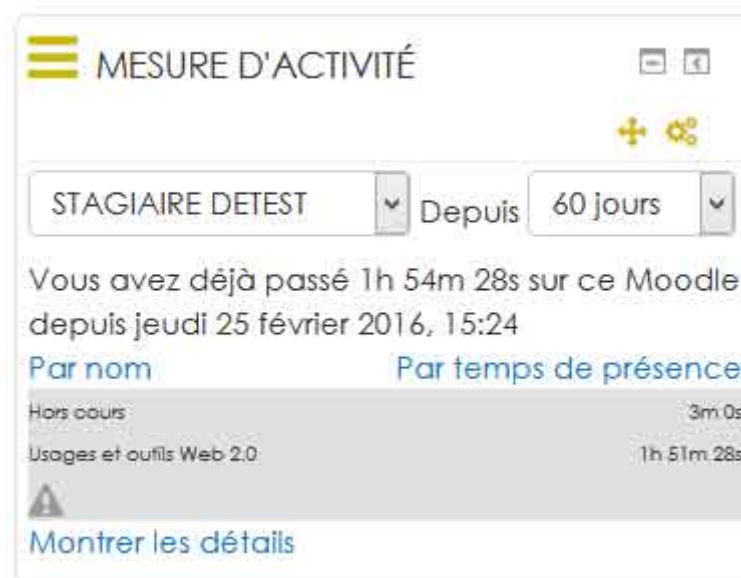 MESURE D'ACTIVITÉ
STAGIAIRE DETEST Depuis 60 jours
Vous avez déjà passé 1h 54m 28s sur ce Moodle
depuis jeudi 25 février 2016, 15:24
Par nom Par temps de présence
Hors cours 3m 0s
Usages et outils Web 2.0 1h 51m 28s
Montrer les détails